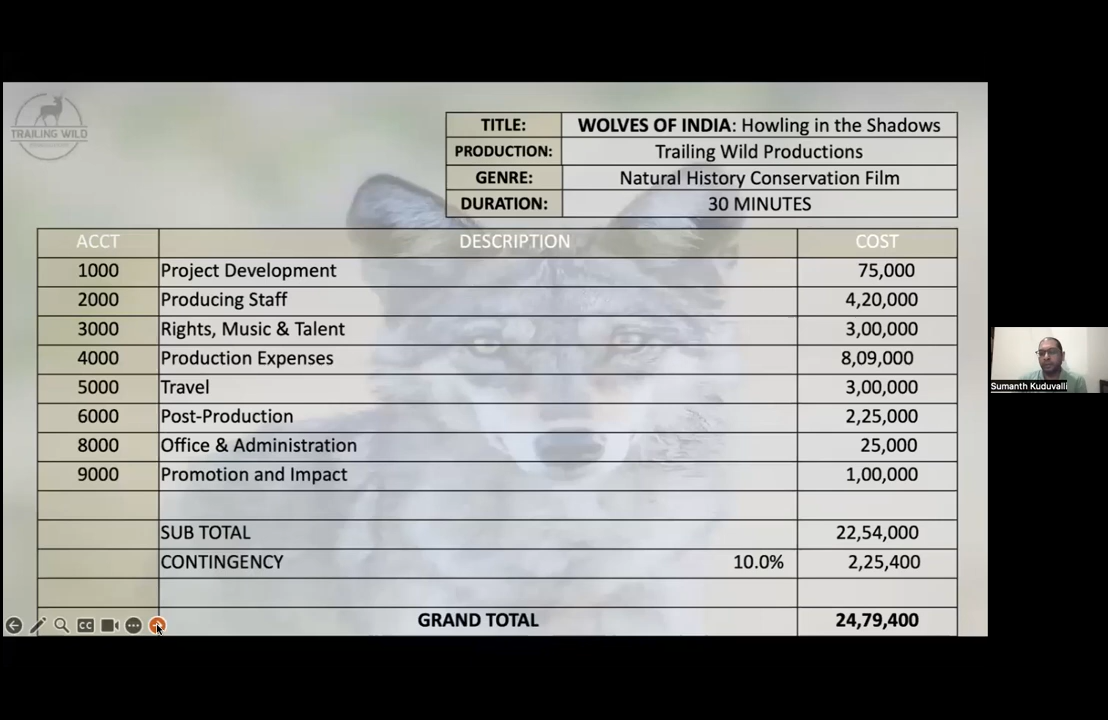 TRAILING WILD
TITLE: WOLVES OF INDIA: Howling in the Shadows
PRODUCTION: Trailing Wild Productions
GENRE: Natural History Conservation Film
DURATION: 30 MINUTES
ACCT DESCRIPTION COST
1000 Project Development 75,000
2000 Producing Staff 4,20,000
3000 Rights, Music & Talent 3,00,000
4000 Production Expenses 8,09,000
5000 Travel 3,00,000
6000 Post-Production 2,25,000
8000 Office & Administration 25,000
9000 Promotion and Impact 1,00,000
SUB TOTAL 22,54,000
CONTINGENCY 10.0% 2,25,400
GRAND TOTAL 24,79,400
CC
Sumanth Kuduvalli